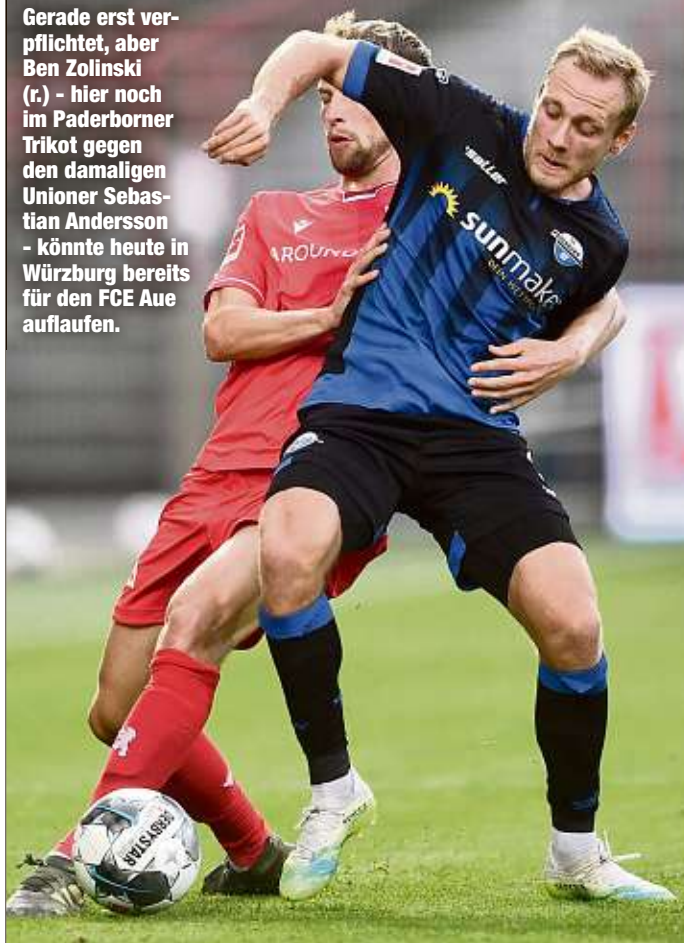 Gerade erst ver-
pflichtet, aber
Ben Zolinski
(r.) - hier noch
im Paderborner
Trikot gegen
den damaligen
Unioner Sebas-
tian Andersson
- könnte heute in
Würzburg bereits
für den FCE Aue
auflaufen.
saller
AROUND
sunmake
DERBYSTAR